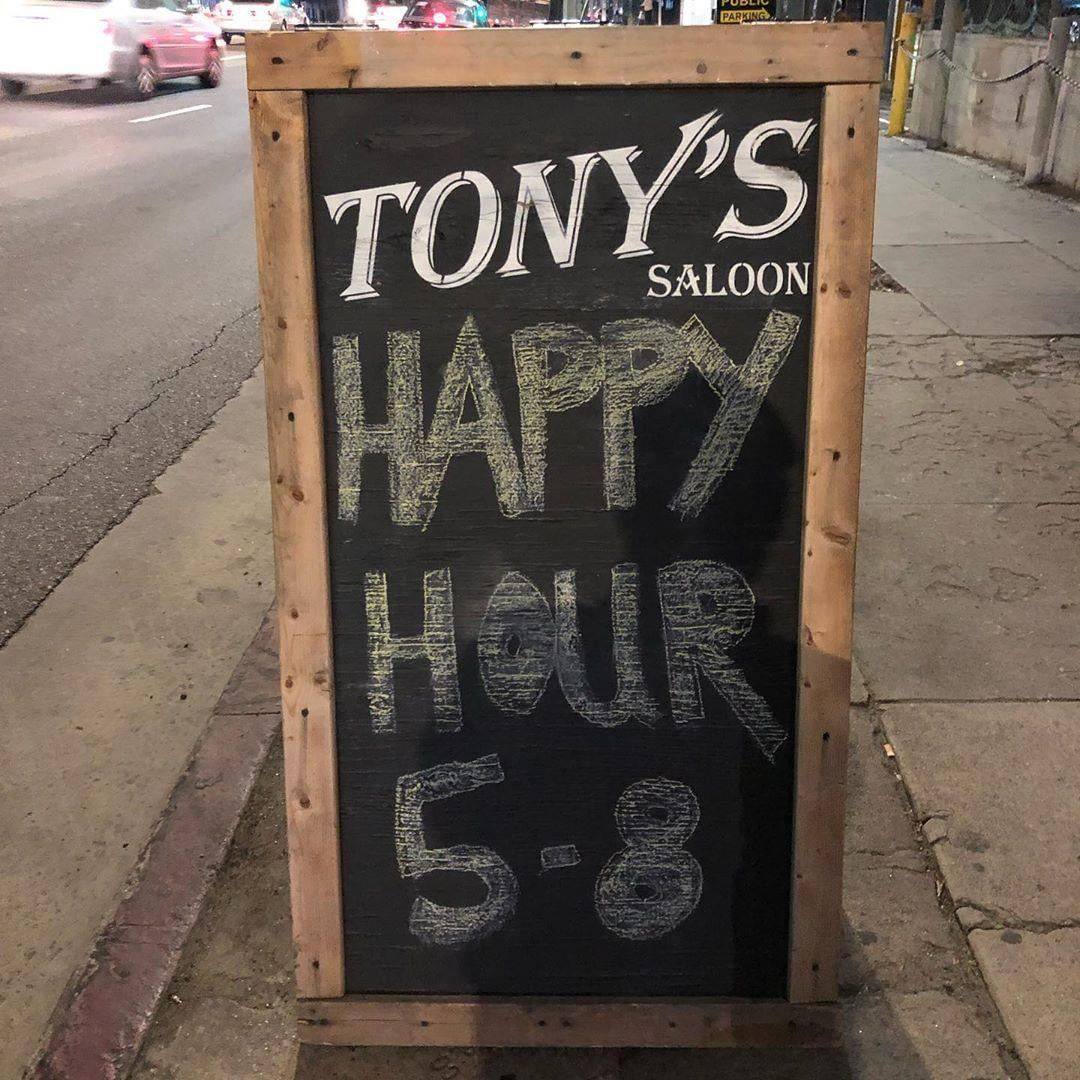 PUBLIC
PARKING
TONY'S
SALOON
HAPPY
HOUR
5-8